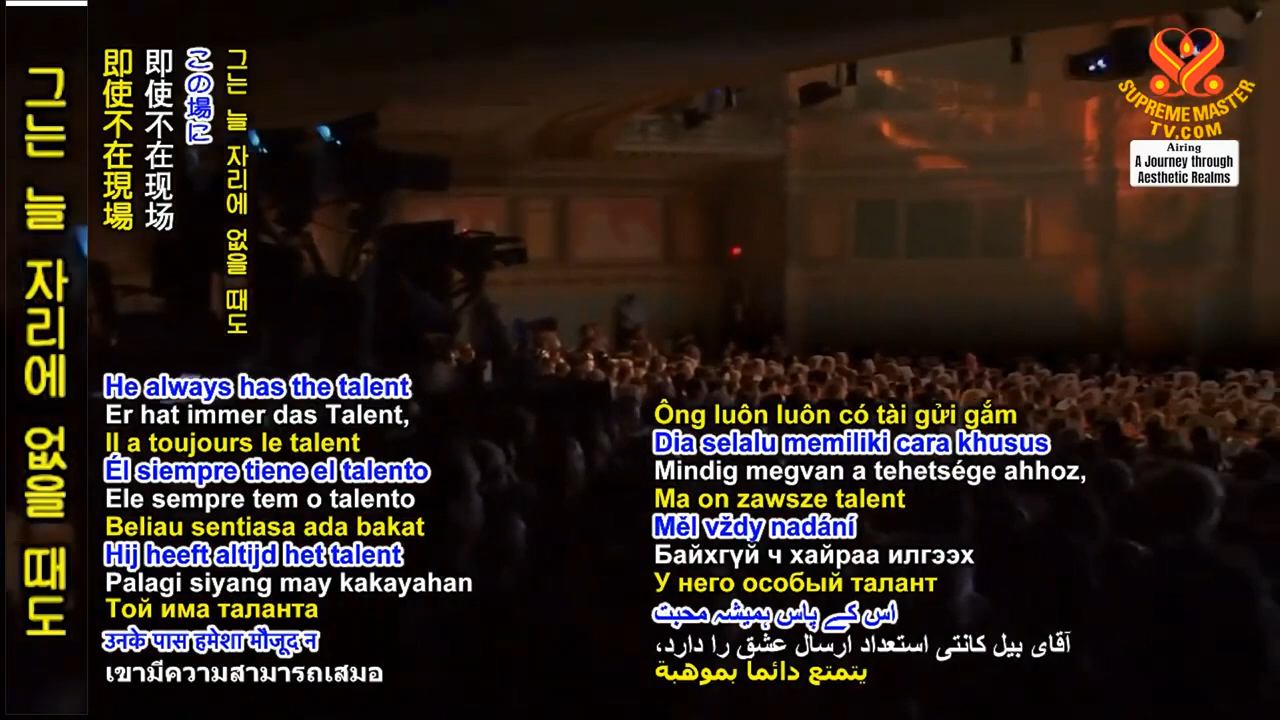 그는 늘 자리에 없을 때도
即使不在現場
即使不在现场
この場に
그는 늘 자리에 없을 때도
SUPREME MASTER
TV.COM
Airing
A Journey through
Aesthetic Realms
He always has the talent
Er hat immer das Talent,
Il a toujours le talent
Él siempre tiene el talento
Ele sempre tem o talento
Beliau sentiasa ada bakat
Hij heeft altijd het talent
Palagi siyang may kakayahan
Той има таланта
उनके पास हमेशा मौजूद न
เขามีความสามารถเสมอ
Ông luôn luôn có tài gửi gắm
Dia selalu memiliki cara khusus
Mindig megvan a tehetsége ahhoz,
Ma on zawsze talent
Měl vždy nadání
Байхгүй ч хайраа илгээх
У него особый талант
اس کے پاس ہمیشہ محبت
آقای بیل کانتی استعداد ارسال عشق را دارد،
يتمتع دائما بموهبة